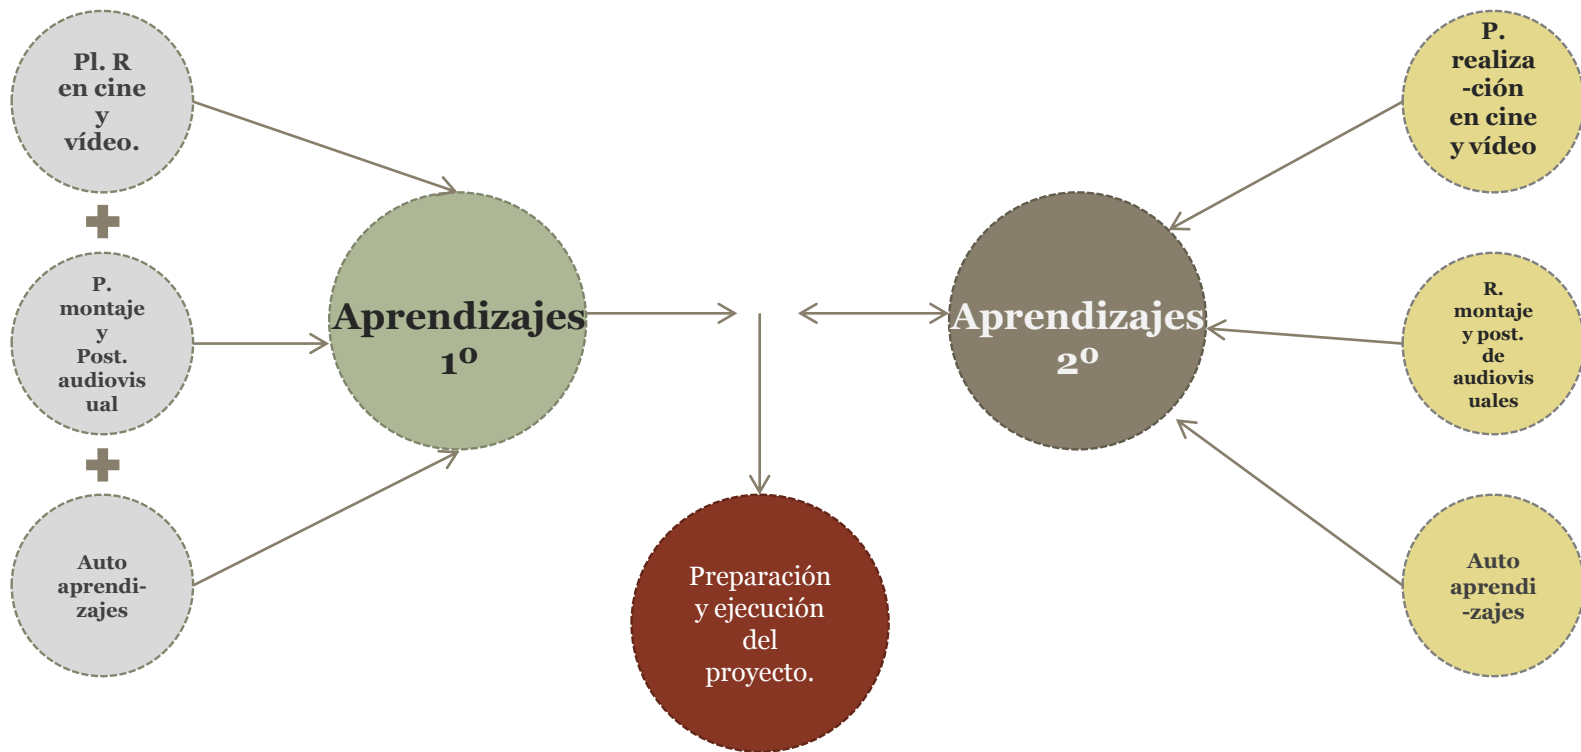 Pl. R
en cine
y
vídeo.
P.
montaje
y
Post.
audiovis
ual
Auto
aprendi-
zajes
Aprendizajes
1º
Preparación
y ejecución
del
proyecto.
Aprendizajes
2º
P.
realiza
-ción
en cine
y vídeo
R.
montaje
y post.
de
audiovis
uales
Auto
aprendi
-zajes